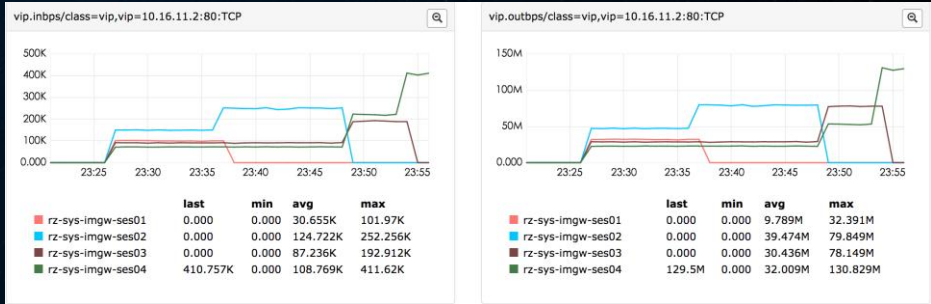 vip.inbps/class=vip,vip=10.16.11.2:80:TCP
500K
400K
300K
200K
100K
0.000
23:25 23:30 23:35 23:40 23:45 23:50 23:55
last min avg max
rz-sys-imgw-ses01 0.000 0.000 30.655K 101.97K
rz-sys-imgw-ses02 0.000 0.000 124.722K 252.256K
rz-sys-imgw-ses03 0.000 0.000 87.236K 192.912K
rz-sys-imgw-ses04 410.757K 0.000 108.769K 411.62K
vip.outbps/class=vip,vip=10.16.11.2:80:TCP
150M
100M
50M
0.000
23:25 23:30 23:35 23:40 23:45 23:50 23:55
last min avg max
rz-sys-imgw-ses01 0.000 0.000 9.789M 32.391M
rz-sys-imgw-ses02 0.000 0.000 39.474M 79.849M
rz-sys-imgw-ses03 0.000 0.000 30.436M 78.149M
rz-sys-imgw-ses04 129.5M 0.000 32.009M 130.829M